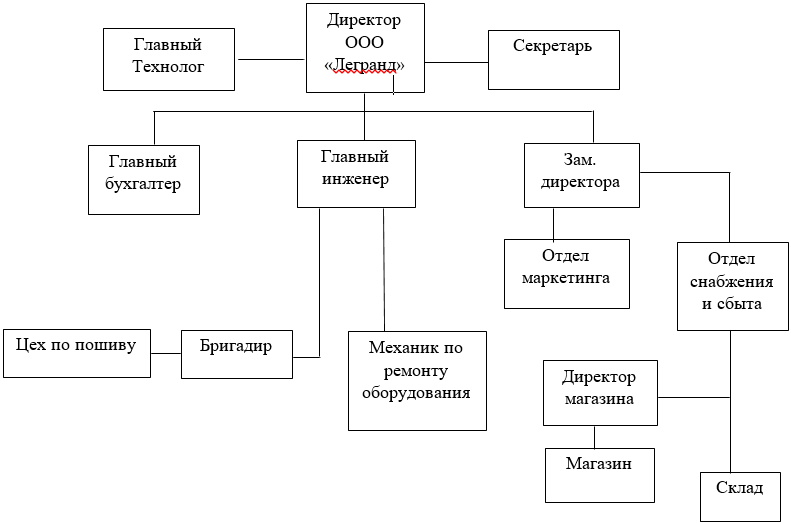 Главный
Технолог
Директор
ООО
«Легранд»
Секретарь
Главный
бухгалтер
Главный
инженер
Зам.
директора
Отдел
маркетинга
Отдел
снабжения
и сбыта
Цех по пошиву
Бригадир
Механик по
ремонту
оборудования
Директор
магазина
Магазин
Склад